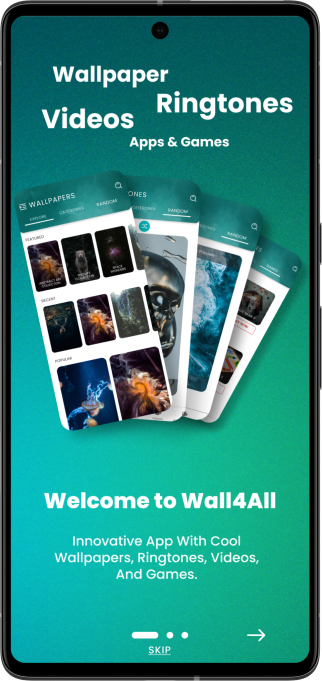 Wallpaper
Ringtones
Videos
Apps & Games
WALLPAPERS
EXPLORE
CATEGORIES
RANDOM
FEATURED
RECENT
POPULAR
ONES
CATEGORIES
RANDOM
RANDOM
Welcome to Wall4All
Innovative App With Cool
Wallpapers, Ringtones, Videos,
And Games.
SKIP